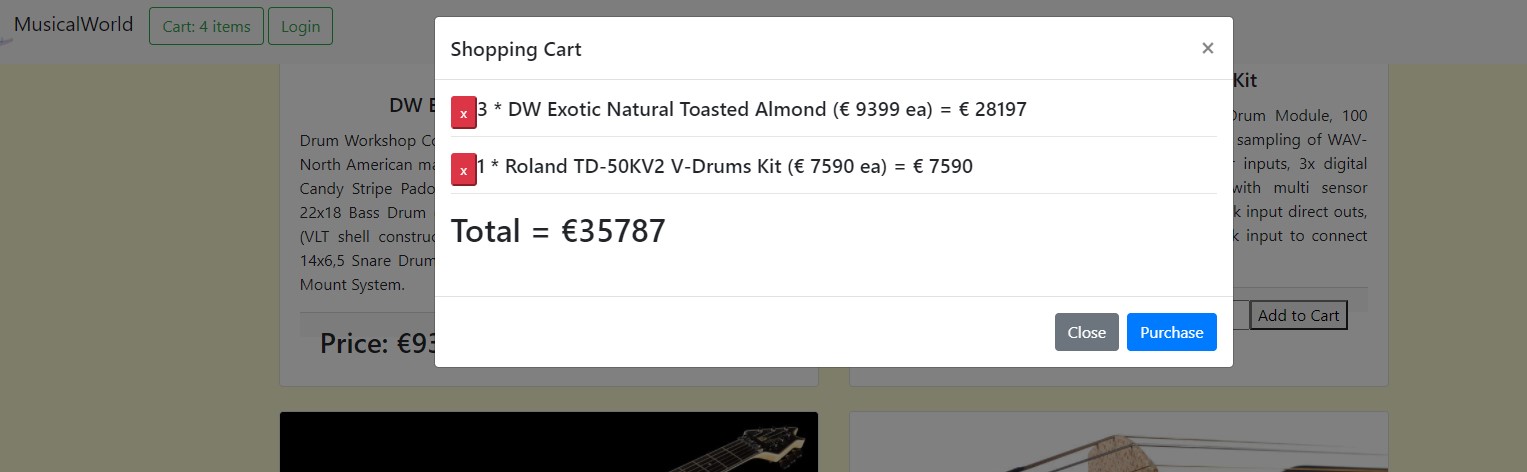 MusicalWorld
Cart: 4 items
Login
Shopping Cart
×
x
3 * DW Exotic Natural Toasted Almond (€ 9399 ea) = € 28197
x
1 * Roland TD-50KV2 V-Drums Kit (€ 7590 ea) = € 7590
Total = €35787
Close
Purchase
DW E
Drum Workshop Co
North American ma
Candy Stripe Pado
22x18 Bass Drum
(VLT shell construc
14x6,5 Snare Drum
Mount System.
Price: €93
Kit
Drum Module, 100
sampling of WAV-
inputs, 3x digital
with multi sensor
k input direct outs,
k input to connect
Add to Cart